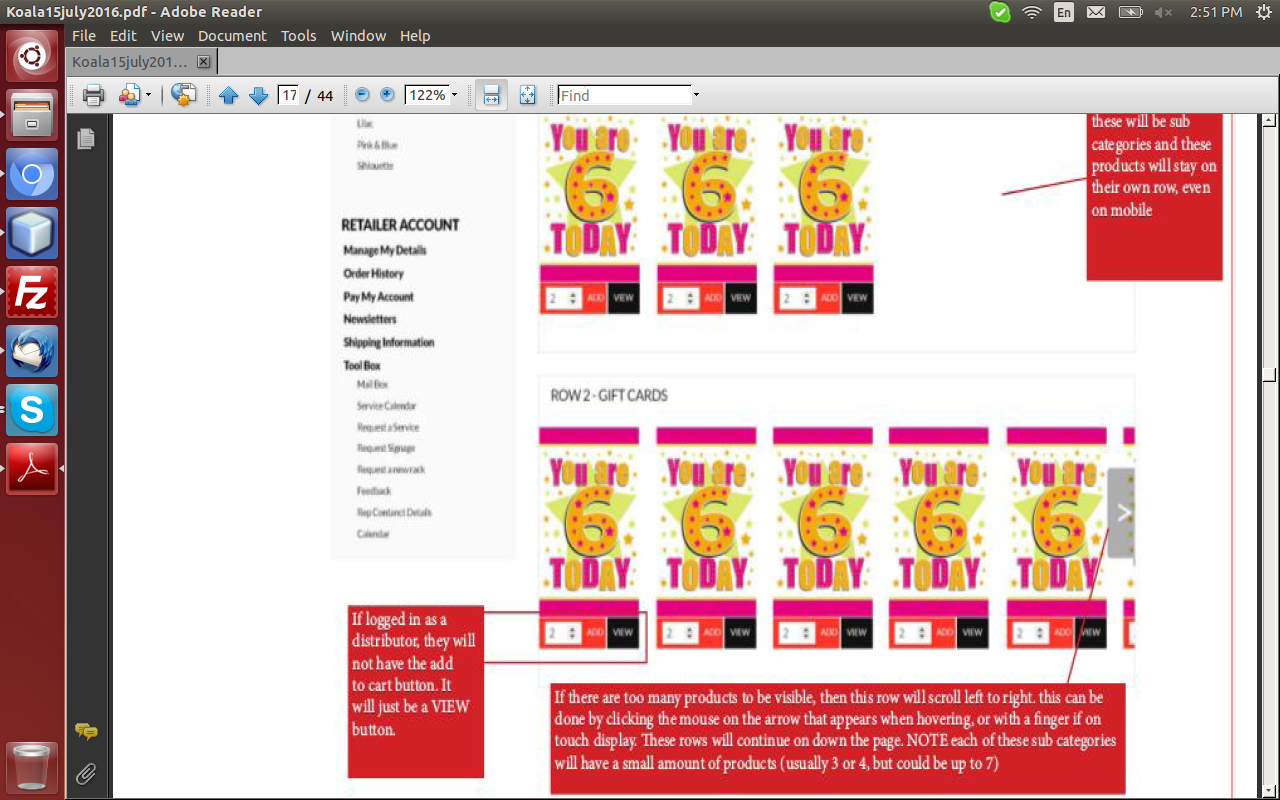 Koala15july2016.pdf - Adobe Reader
En
2:51 PM
File Edit View Document Tools Window Help
Koala15july201...
17 / 44
122%
Find
Lilac
Pink & Blue
Sihlouette
RETAILER ACCOUNT
Manage My Details
Order History
Pay My Account
Newsletters
Shipping Information
Tool Box
Mail Box
Service Calendar
Request a Service
Request Signage
Request a new rack
Feedback
Rep Contanct Details
Calendar
You are You are You are
6 6 6
TODAY TODAY TODAY
2 ADD VIEW 2 ADD VIEW 2 ADD VIEW
these will be sub
categories and these
products will stay on
their own row, even
on mobile
ROW 2 - GIFT CARDS
You are You are You are You are You are
6 6 6 6 6
TODAY TODAY TODAY TODAY TODAY
>
2 ADD VIEW 2 ADD VIEW 2 ADD VIEW 2 ADD VIEW 2 ADD VIEW
If logged in as a
distributor, they will
not have the add
to cart button. It
will just be a VIEW
button.
If there are too many products to be visible, then this row will scroll left to right. this can be
done by clicking the mouse on the arrow that appears when hovering, or with a finger if on
touch display. These rows will continue on down the page. NOTE each of these sub categories
will have a small amount of products (usually 3 or 4, but could be up to 7)